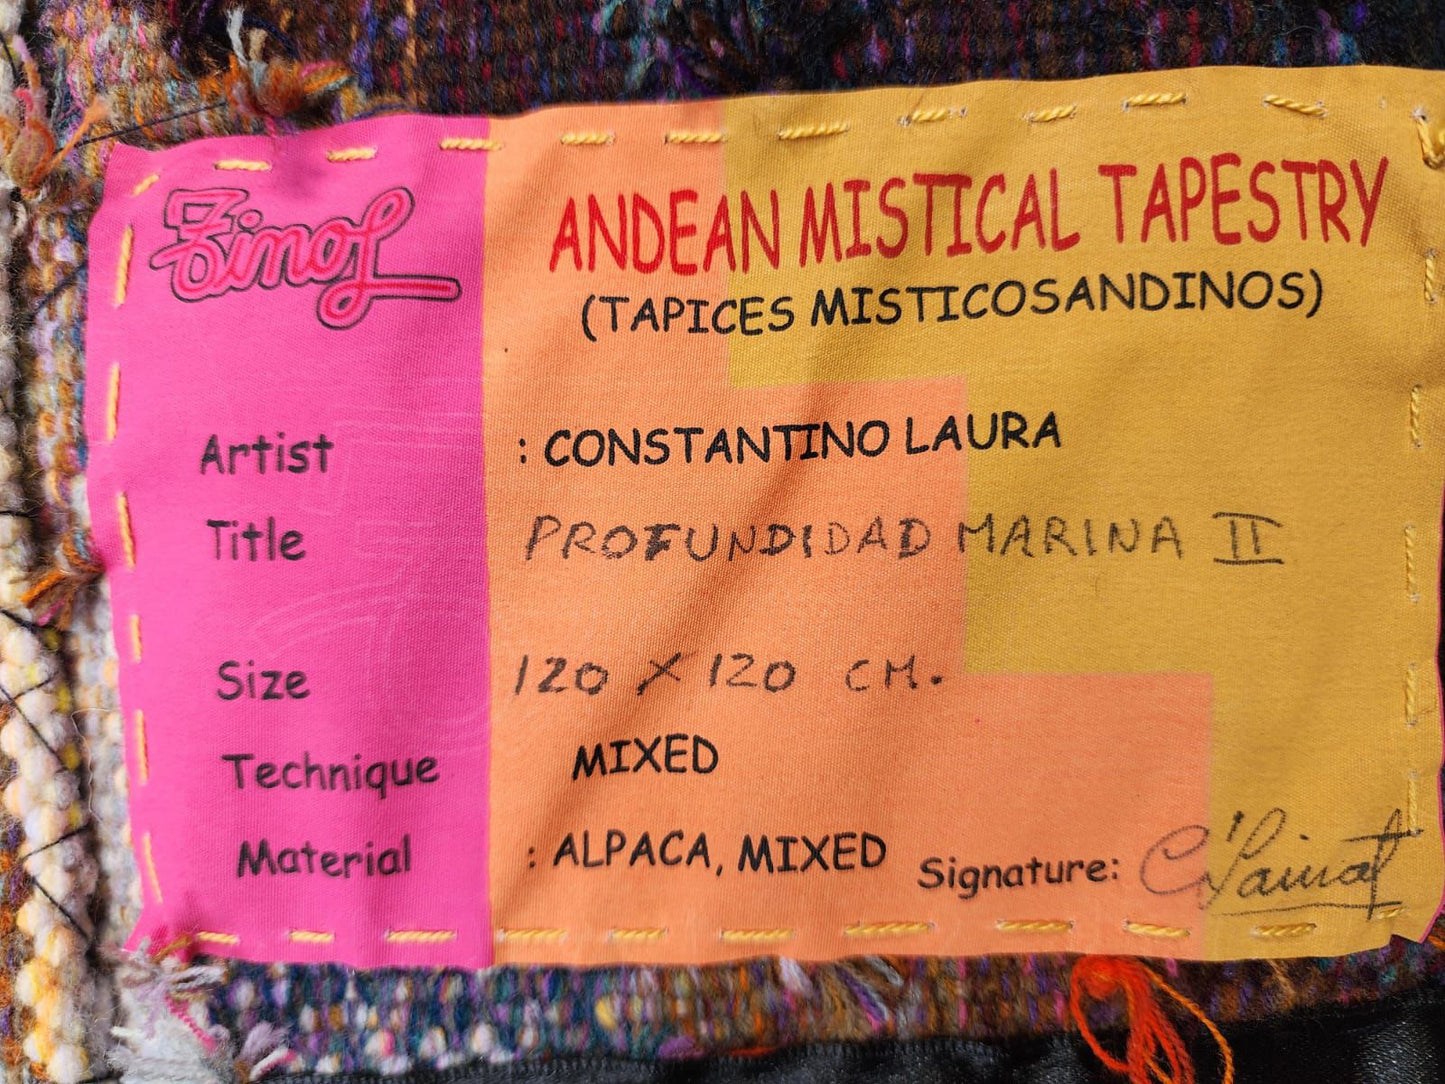 Tinol
ANDEAN MISTICAL TAPESTRY
(TAPICES MISTICOSANDINOS)
Artist : CONSTANTINO LAURA
Title PROFUNDIDAD MARINA II
Size 120 X 120 CM.
Technique MIXED
Material : ALPACA, MIXED
Signature: